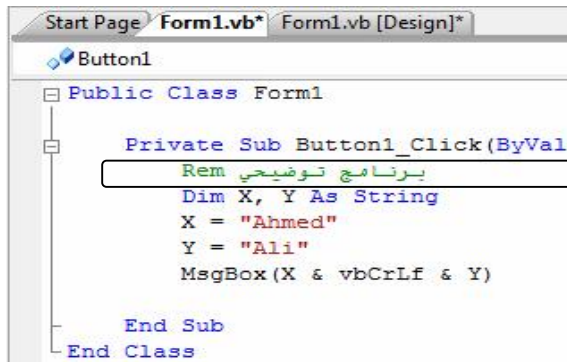 Start Page Form1.vb* Form1.vb [Design]*
Button1
Public Class Form1
Private Sub Button1_Click(ByVal
Rem برنامج توضيحي
Dim X, Y As String
X = "Ahmed"
Y = "Ali"
MsgBox(X & vbCrLf & Y)
End Sub
End Class